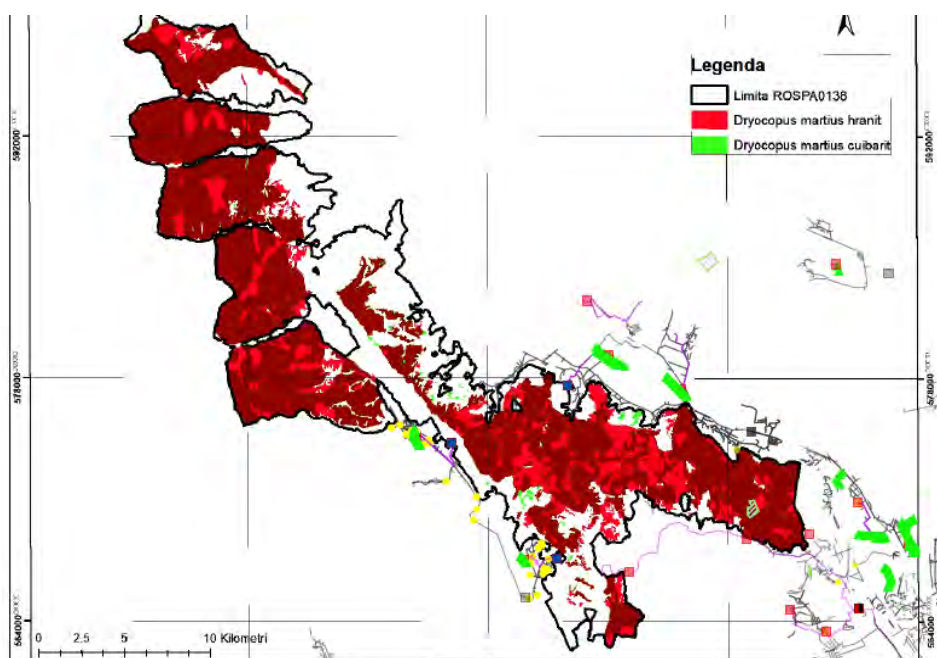 Legenda
Limita ROSPA0138
Dryocopus martius hranit
Dryocopus martius cuibarit
592000
592000
578000
578000
564000
564000
0 2.5 5 10 Kilometri